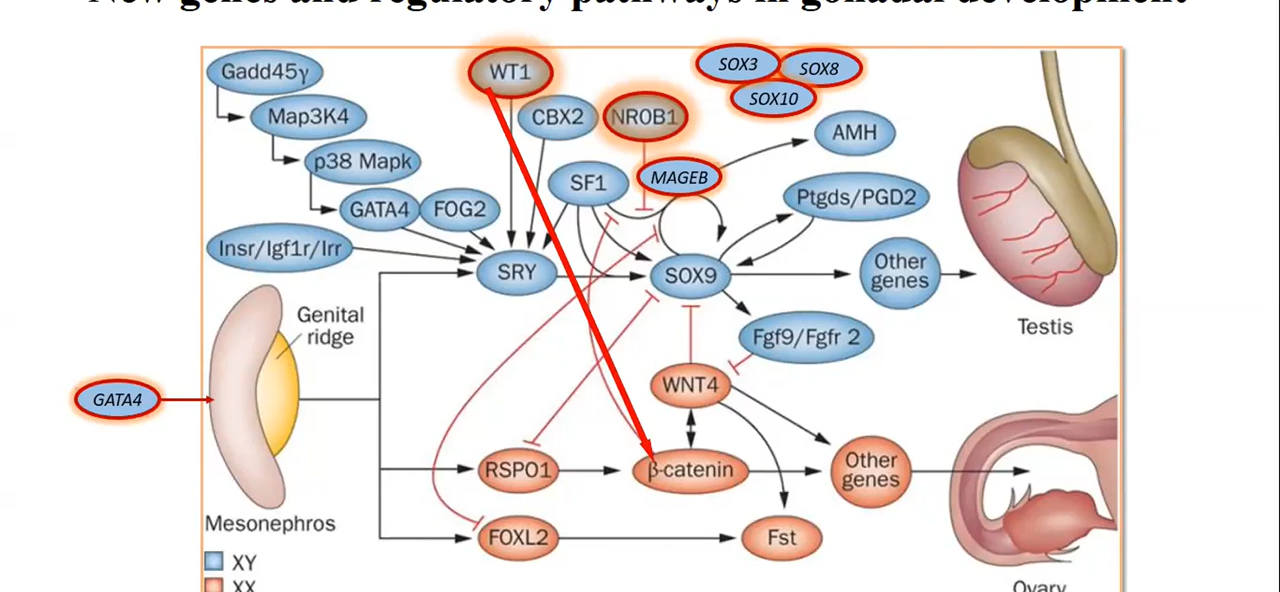 New genes and regulatory pathways in gonadal development
Gadd45γ
WT1
SOX3
SOX8
SOX10
Map3K4
CBX2
NR0B1
AMH
p38 Mapk
SF1
MAGEB
Ptgds/PGD2
GATA4
FOG2
Insr/Igf1r/Irr
SRY
SOX9
Other
genes
Genital
ridge
Testis
Fgf9/Fgfr 2
GATA4
WNT4
RSPO1
β-catenin
Other
genes
Mesonephros
FOXL2
Fst
XY
XX
Ovary